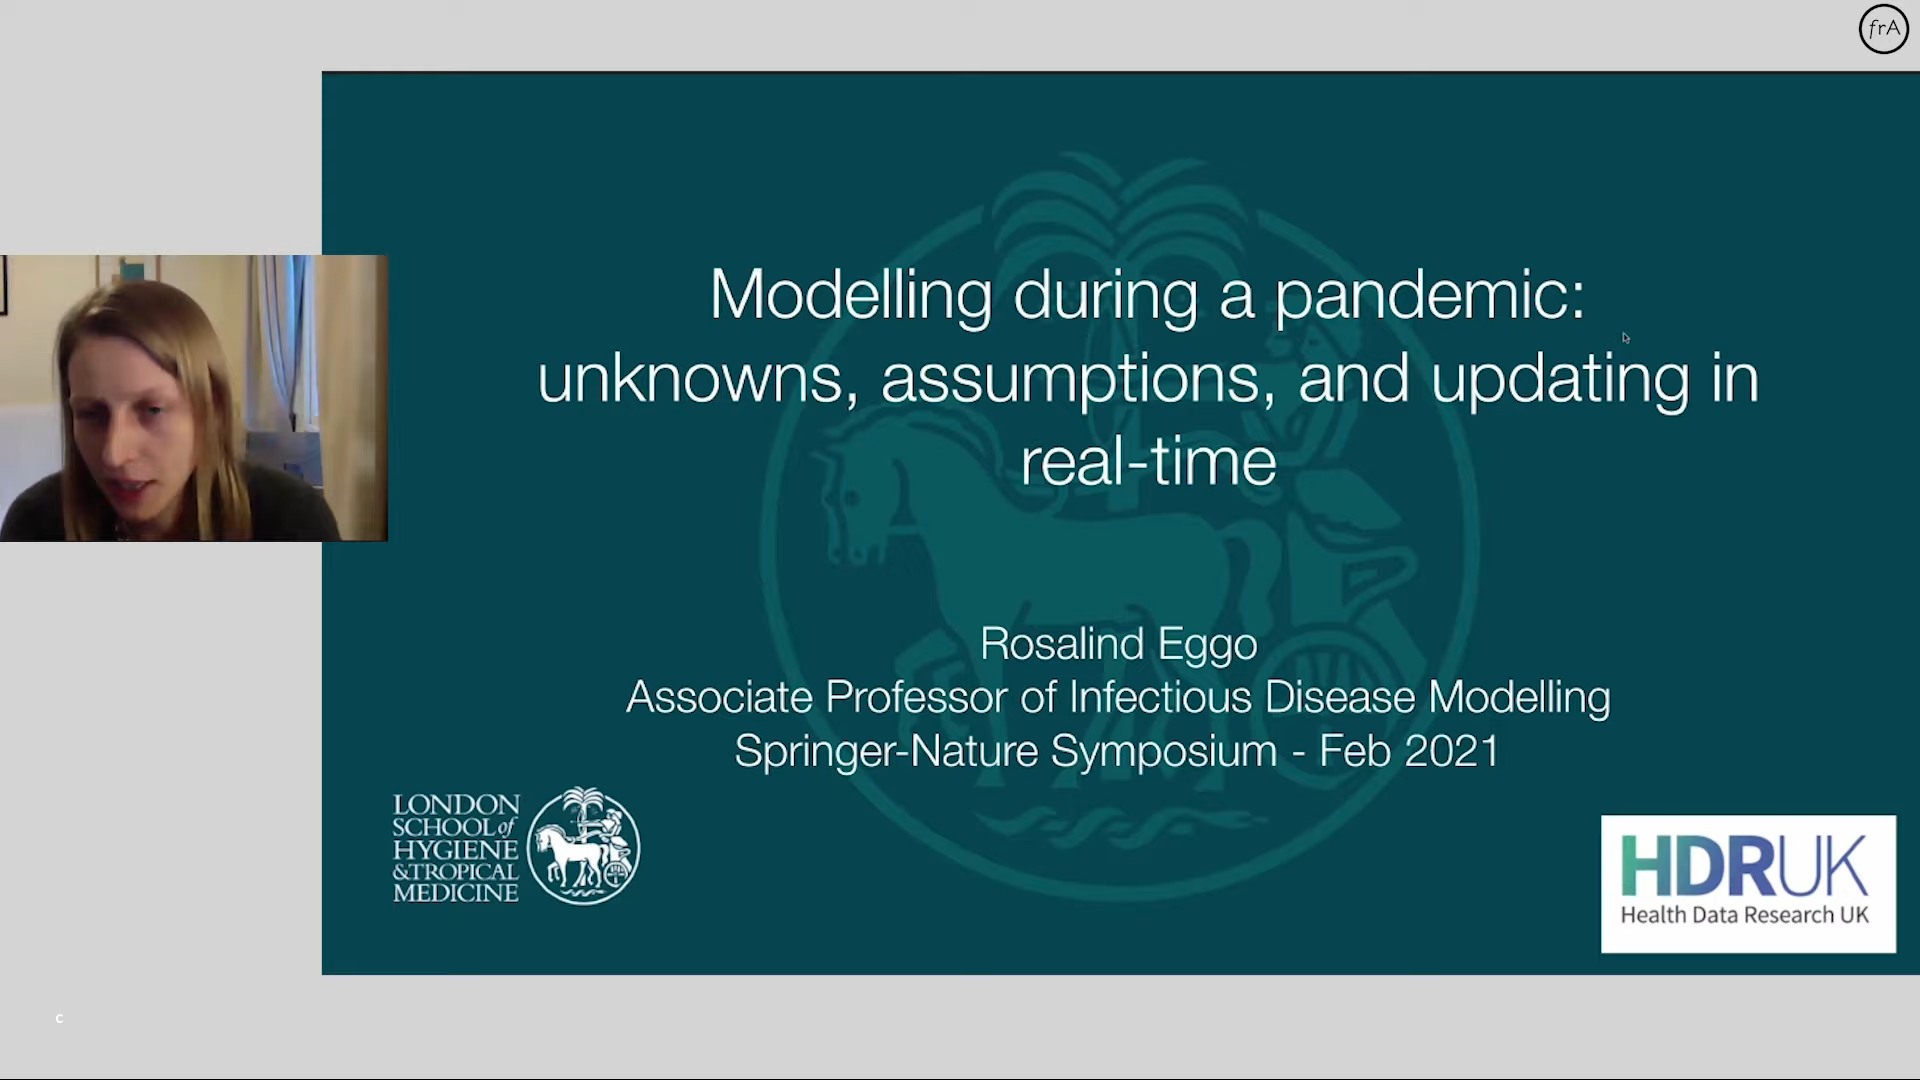 frA
Modelling during a pandemic:
unknowns, assumptions, and updating in
real-time
Rosalind Eggo
Associate Professor of Infectious Disease Modelling
Springer-Nature Symposium - Feb 2021
LONDON
SCHOOL of
HYGIENE
&TROPICAL
MEDICINE
HDRUK
Health Data Research UK
c